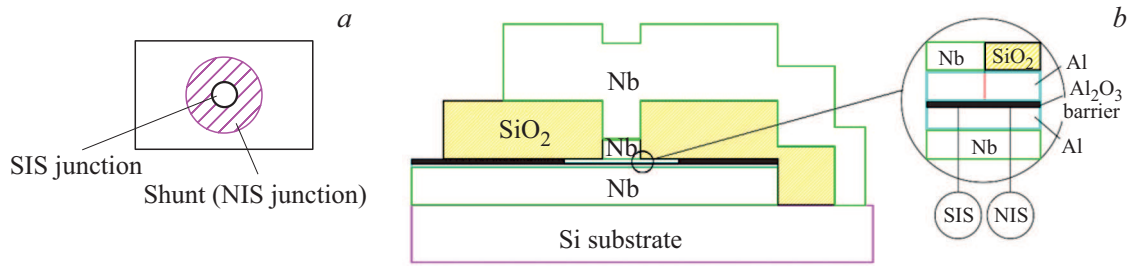 a
SIS junction
Shunt (NIS junction)
Nb
SiO₂
Nb
Nb
Si substrate
b
Nb
SiO₂
Al
Al₂O₃
barrier
Al
Nb
SIS
NIS